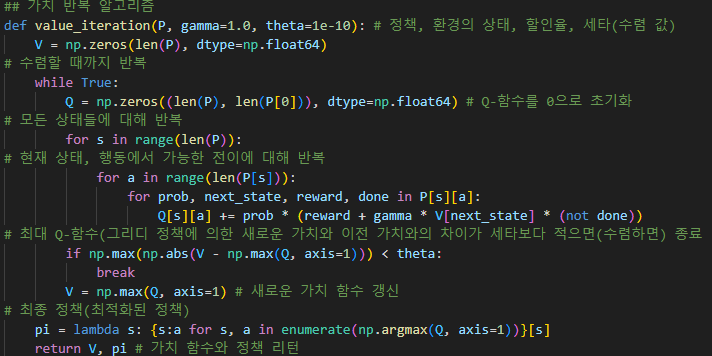 ## 가치 반복 알고리즘
def value_iteration(P, gamma=1.0, theta=1e-10): # 정책, 환경의 상태, 할인율, 세타(수렴 값)
    V = np.zeros(len(P), dtype=np.float64)
# 수렴할 때까지 반복
    while True:
        Q = np.zeros((len(P), len(P[0])), dtype=np.float64) # Q-함수를 0으로 초기화
# 모든 상태들에 대해 반복
        for s in range(len(P)):
# 현재 상태, 행동에서 가능한 전이에 대해 반복
            for a in range(len(P[s])):
                for prob, next_state, reward, done in P[s][a]:
                    Q[s][a] += prob * (reward + gamma * V[next_state] * (not done))
# 최대 Q-함수(그리디 정책에 의한 새로운 가치와 이전 가치와의 차이가 세타보다 적으면(수렴하면) 종료
        if np.max(np.abs(V - np.max(Q, axis=1))) < theta:
            break
        V = np.max(Q, axis=1) # 새로운 가치 함수 갱신
# 최종 정책(최적화된 정책)
    pi = lambda s: {s:a for s, a in enumerate(np.argmax(Q, axis=1))}[s]
    return V, pi # 가치 함수와 정책 리턴